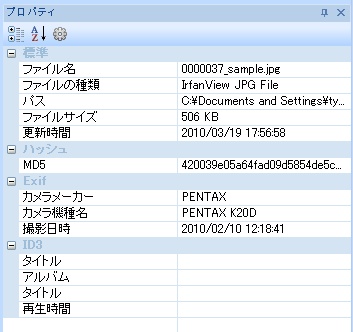 プロパティ
標準
ファイル名 0000037_sample.jpg
ファイルの種類 IrfanView JPG File
パス C:¥Documents and Settings¥ty...
ファイルサイズ 506 KB
更新時間 2010/03/19 17:56:58
ハッシュ
MD5 420039e05a64fad09d5854de5c...
Exif
カメラメーカー PENTAX
カメラ機種名 PENTAX K20D
撮影日時 2010/02/10 12:18:41
ID3
タイトル
アルバム
タイトル
再生時間